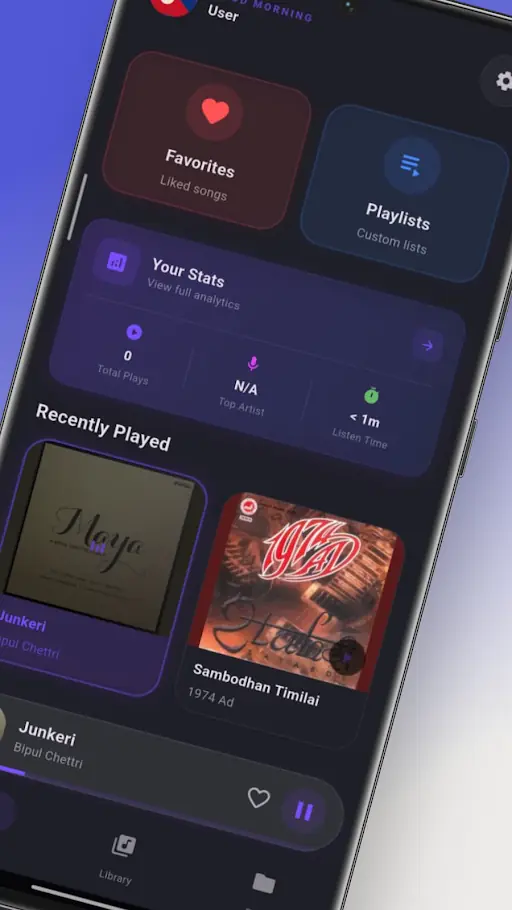 MORNING
User
Favorites
Liked songs
Playlists
Custom lists
Your Stats
View full analytics
0
Total Plays
N/A
Top Artist
< 1m
Listen Time
Recently Played
Maya
1974 AD
Junkeri
Bipul Chettri
Sambodhan Timilai
1974 Ad
Junkeri
Bipul Chettri
Library